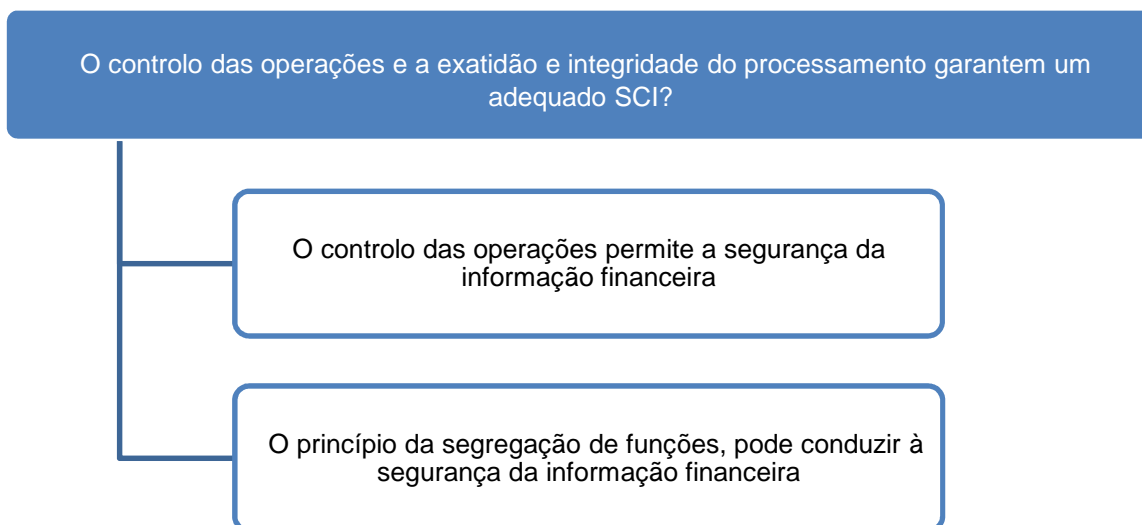 O controlo das operações e a exatidão e integridade do processamento garantem um
adequado SCI?
O controlo das operações permite a segurança da
informação financeira
O princípio da segregação de funções, pode conduzir à
segurança da informação financeira